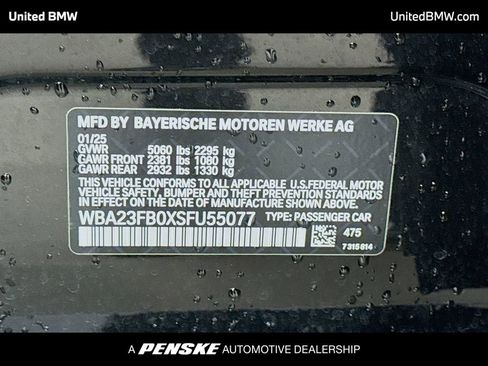 United BMW
UnitedBMW.com
MFD BY BAYERISCHE MOTOREN WERKE AG
01/25
GVWR 5060 lbs 2295 kg
GAWR FRONT 2381 lbs 1080 kg
GAWR REAR 2932 lbs 1330 kg
THIS CAR CONFORMS TO ALL APPLICABLE U.S.FEDERAL MOTOR
VEHICLE SAFETY, BUMPER AND THEFT PREVENTION STANDARDS
IN EFFECT ON THE DATE OF MANUFACTURE SHOWN ABOVE.
WBA23FB0XSFU55077 TYPE: PASSENGER CAR
475
7315814
A PENSKE AUTOMOTIVE DEALERSHIP